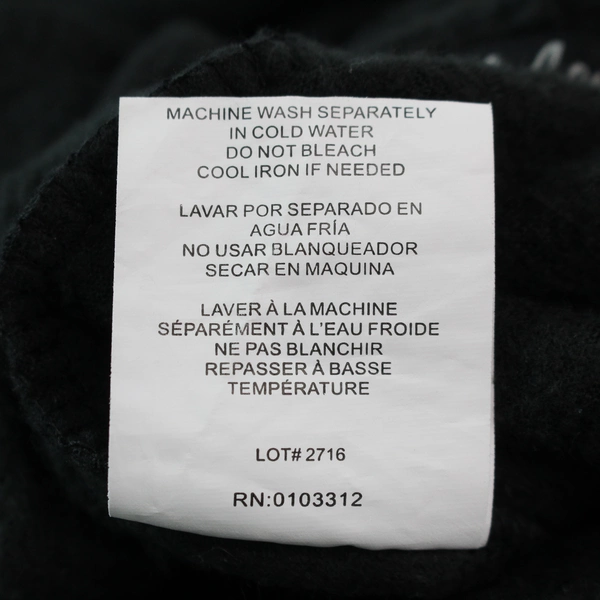 MACHINE WASH SEPARATELY
IN COLD WATER
DO NOT BLEACH
COOL IRON IF NEEDED
LAVAR POR SEPARADO EN
AGUA FRÍA
NO USAR BLANQUEADOR
SECAR EN MAQUINA
LAVER À LA MACHINE
SÉPARÉMENT À L'EAU FROIDE
NE PAS BLANCHIR
REPASSER À BASSE
TEMPÉRATURE
LOT# 2716
RN:0103312